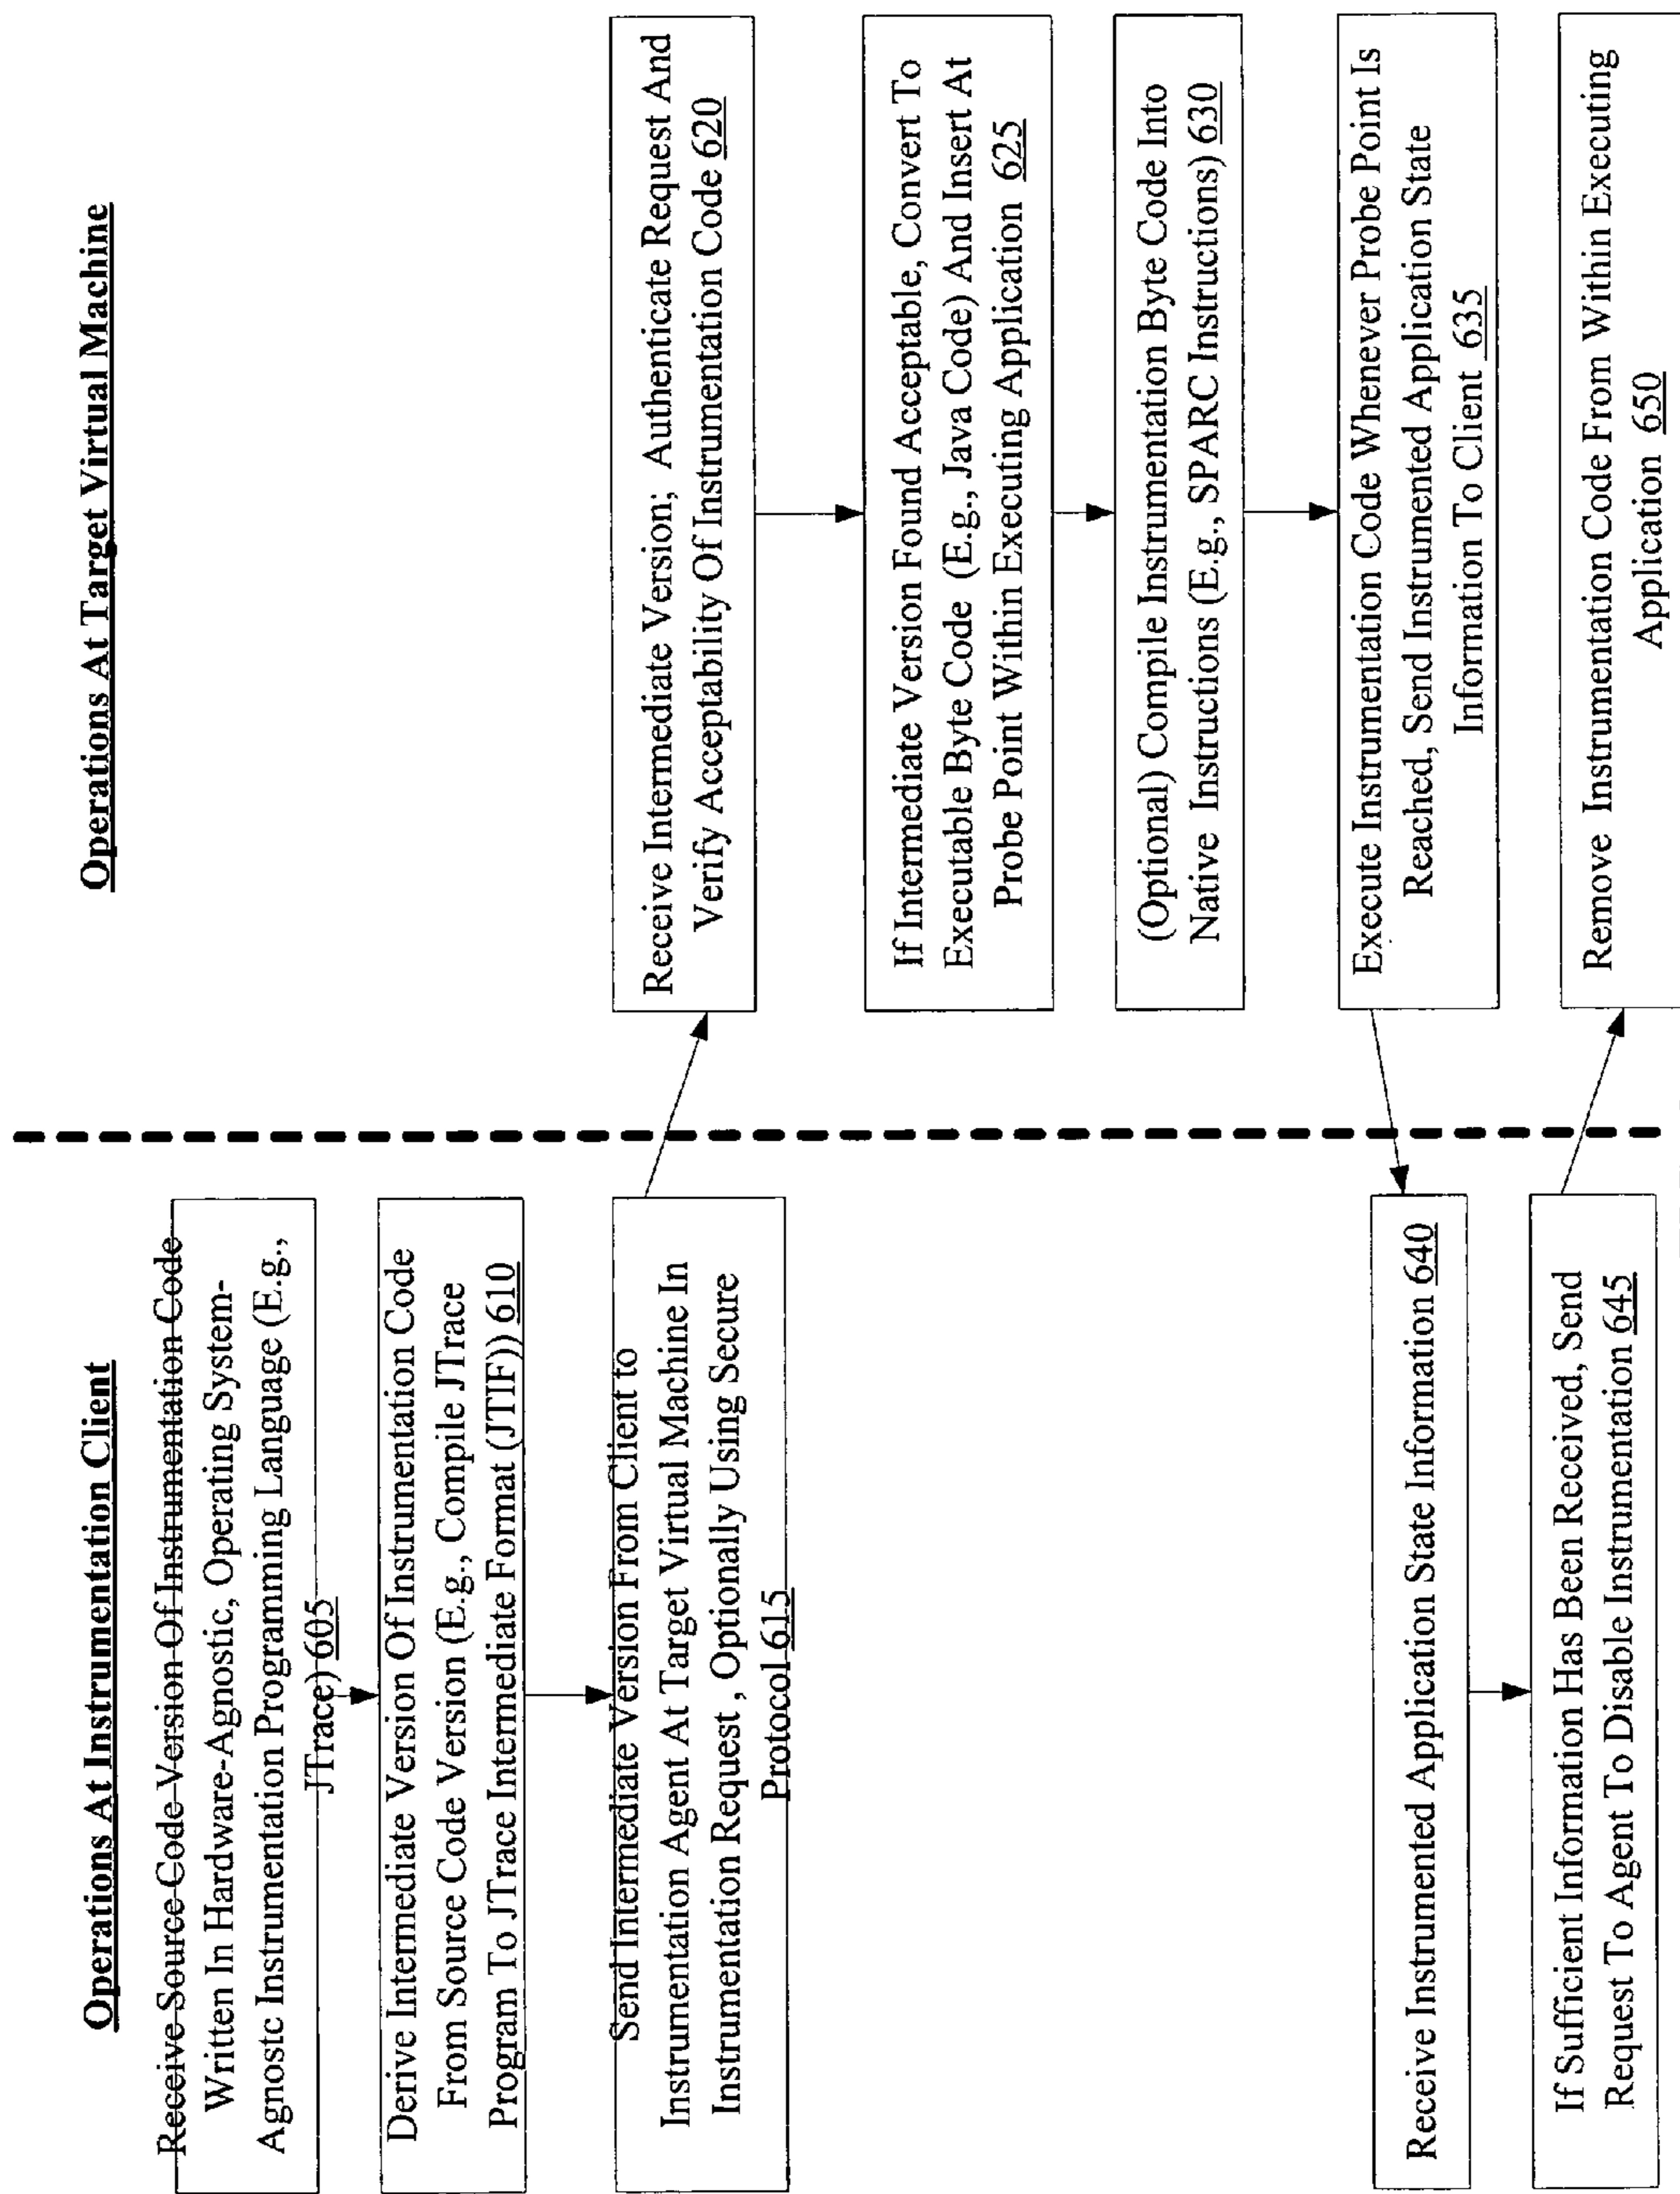 Operations At Instrumentation Client
Receive Source Code Version Of Instrumentation Code
Written In Hardware-Agnostic, Operating System-
Agnostc Instrumentation Programming Language (E.g.,
JTrace) 605
Derive Intermediate Version Of Instrumentation Code
From Source Code Version (E.g., Compile JTrace
Program To JTrace Intermediate Format (JTIF)) 610
Send Intermediate Version From Client to
Instrumentation Agent At Target Virtual Machine In
Instrumentation Request , Optionally Using Secure
Protocol 615
Receive Instrumented Application State Information 640
If Sufficient Information Has Been Received, Send
Request To Agent To Disable Instrumentation 645
Operations At Target Virtual Machine
Receive Intermediate Version; Authenticate Request And
Verify Acceptability Of Instrumentation Code 620
If Intermediate Version Found Acceptable, Convert To
Executable Byte Code (E.g., Java Code) And Insert At
Probe Point Within Executing Application 625
(Optional) Compile Instrumentation Byte Code Into
Native Instructions (E.g., SPARC Instructions) 630
Execute Instrumentation Code Whenever Probe Point Is
Reached, Send Instrumented Application State
Information To Client 635
Remove Instrumentation Code From Within Executing
Application 650